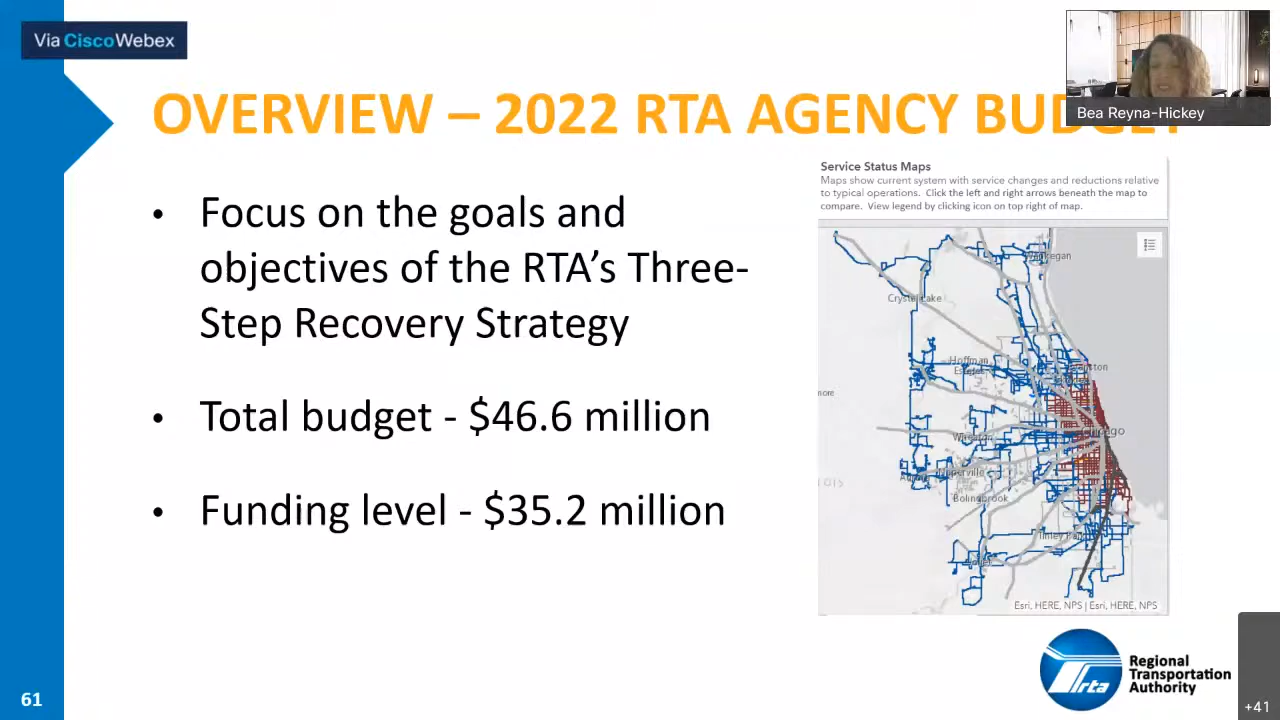 Via Cisco Webex
Bea Reyna-Hickey
OVERVIEW – 2022 RTA AGENCY BUDGET
• Focus on the goals and
objectives of the RTA's Three-
Step Recovery Strategy
• Total budget - $46.6 million
• Funding level - $35.2 million
Service Status Maps
Maps show current system with service changes and reductions relative
to typical operations. Click the left and right arrows beneath the map to
compare. View legend by clicking icon on top right of map.
Waukegan
Crystal Lake
Hoffman
Estates
Evanston
more
Chicago
Wheaton
Naperville
Bolingbrook
Tinley Park
Joliet
Esri, HERE, NPS | Esri, HERE, NPS
rta
Regional
Transportation
Authority
61
+41